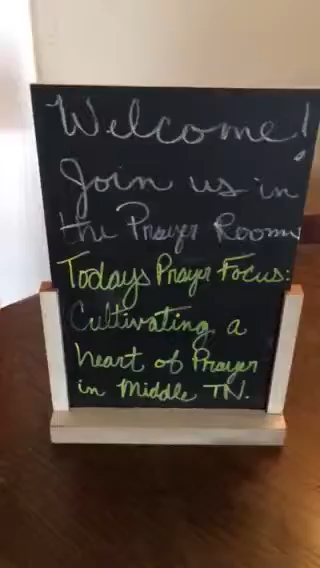 Welcome!
Join us in
the Prayer Room
Todays Prayer Focus:
Cultivating a
heart of Prayer
in Middle TN.